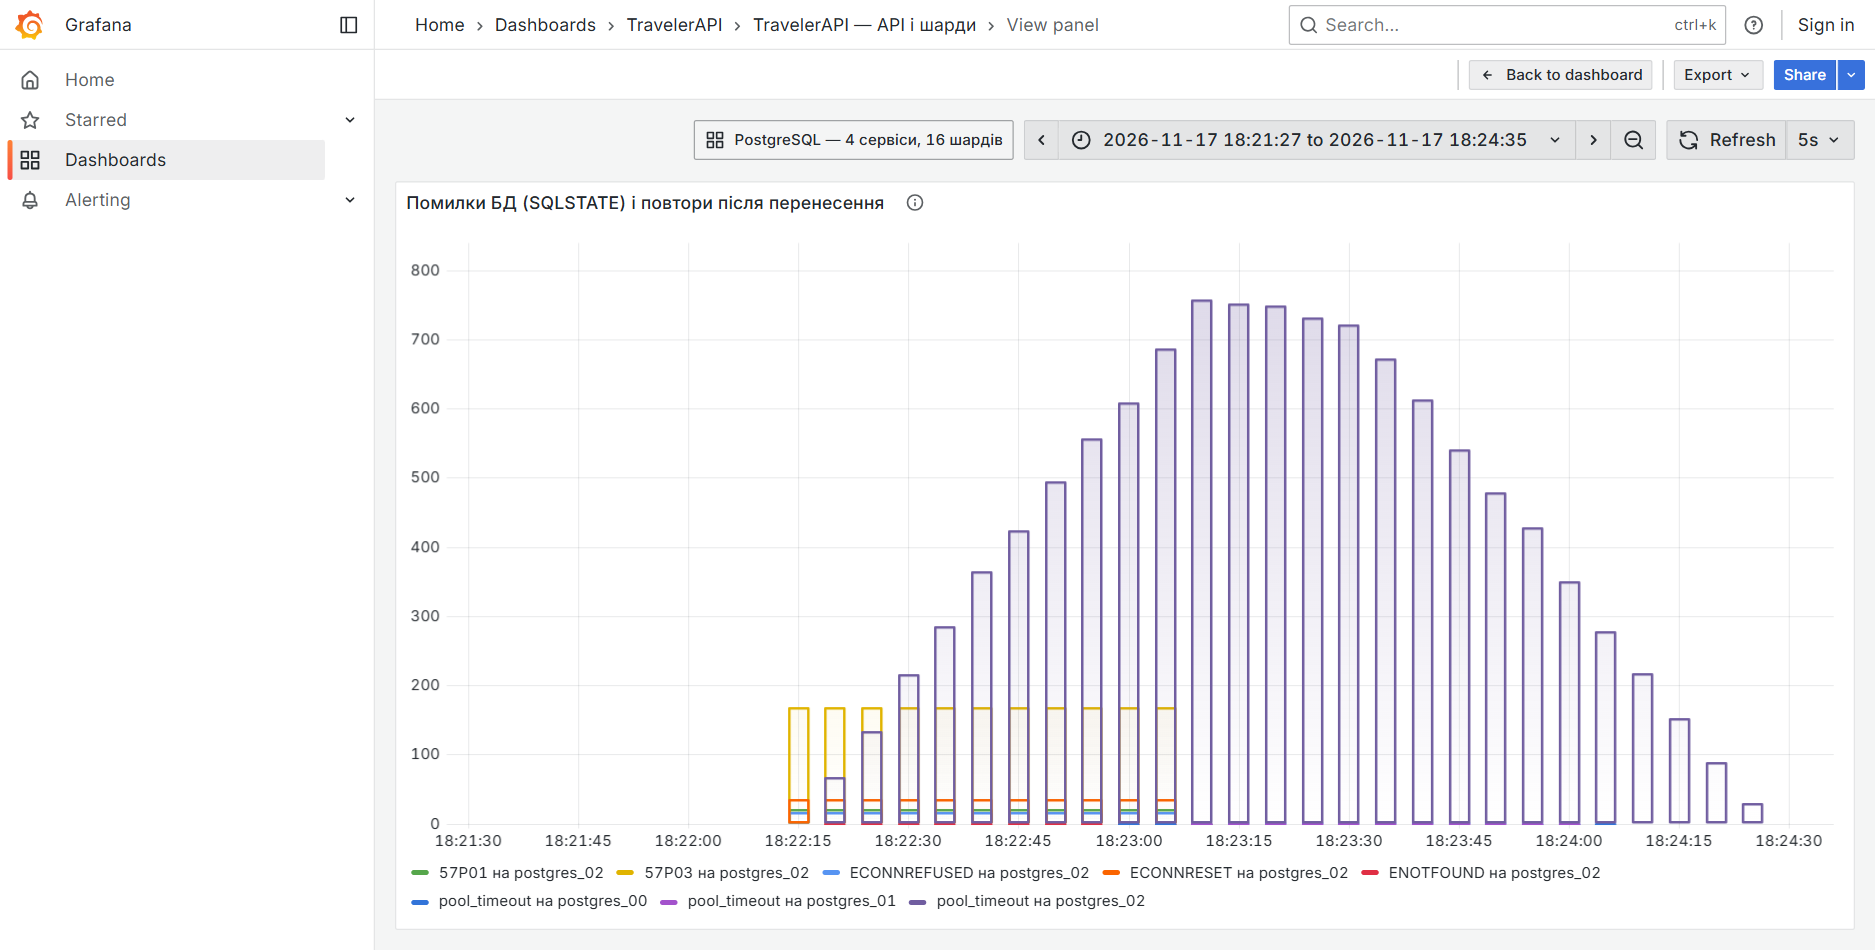 Grafana
Home › Dashboards › TravelerAPI › TravelerAPI — API і шарди › View panel
Search... ctrl+k
Sign in
Home
Starred
Dashboards
Alerting
Back to dashboard
Export
Share
PostgreSQL — 4 сервіси, 16 шардів
2026-11-17 18:21:27 to 2026-11-17 18:24:35
Refresh
5s
Помилки БД (SQLSTATE) і повтори після перенесення
800
700
600
500
400
300
200
100
0
18:21:30 18:21:45 18:22:00 18:22:15 18:22:30 18:22:45 18:23:00 18:23:15 18:23:30 18:23:45 18:24:00 18:24:15 18:24:30
57P01 на postgres_02 57P03 на postgres_02 ECONNREFUSED на postgres_02 ECONNRESET на postgres_02 ENOTFOUND на postgres_02
pool_timeout на postgres_00 pool_timeout на postgres_01 pool_timeout на postgres_02